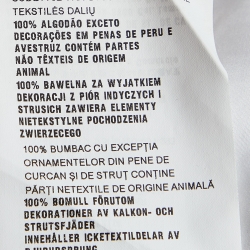 TEKSTILĖS DALIŲ
100% ALGODÃO EXCETO
DECORAÇÕES EM PENAS DE PERU E
AVESTRUZ CONTÉM PARTES
NÃO TÊXTEIS DE ORIGEM
ANIMAL
100% BAWELNA ZA WYJATKIEM
DEKORACJI Z PIÓR INDYCZYCH I
STRUSICH ZAWIERA ELEMENTY
NIETEKSTYLNE POCHODZENIA
ZWIERZECEGO
100% BUMBAC CU EXCEPȚIA
ORNAMENTELOR DIN PENE DE
CURCAN ȘI DE STRUȚ CONȚINE
PĂRȚI NETEXTILE DE ORIGINE ANIMALĂ
100% BOMULL FÖRUTOM
DEKORATIONER AV KALKON- OCH
STRUTSFJÄDER
INNEHÅLLER ICKETEXTILDELAR AV